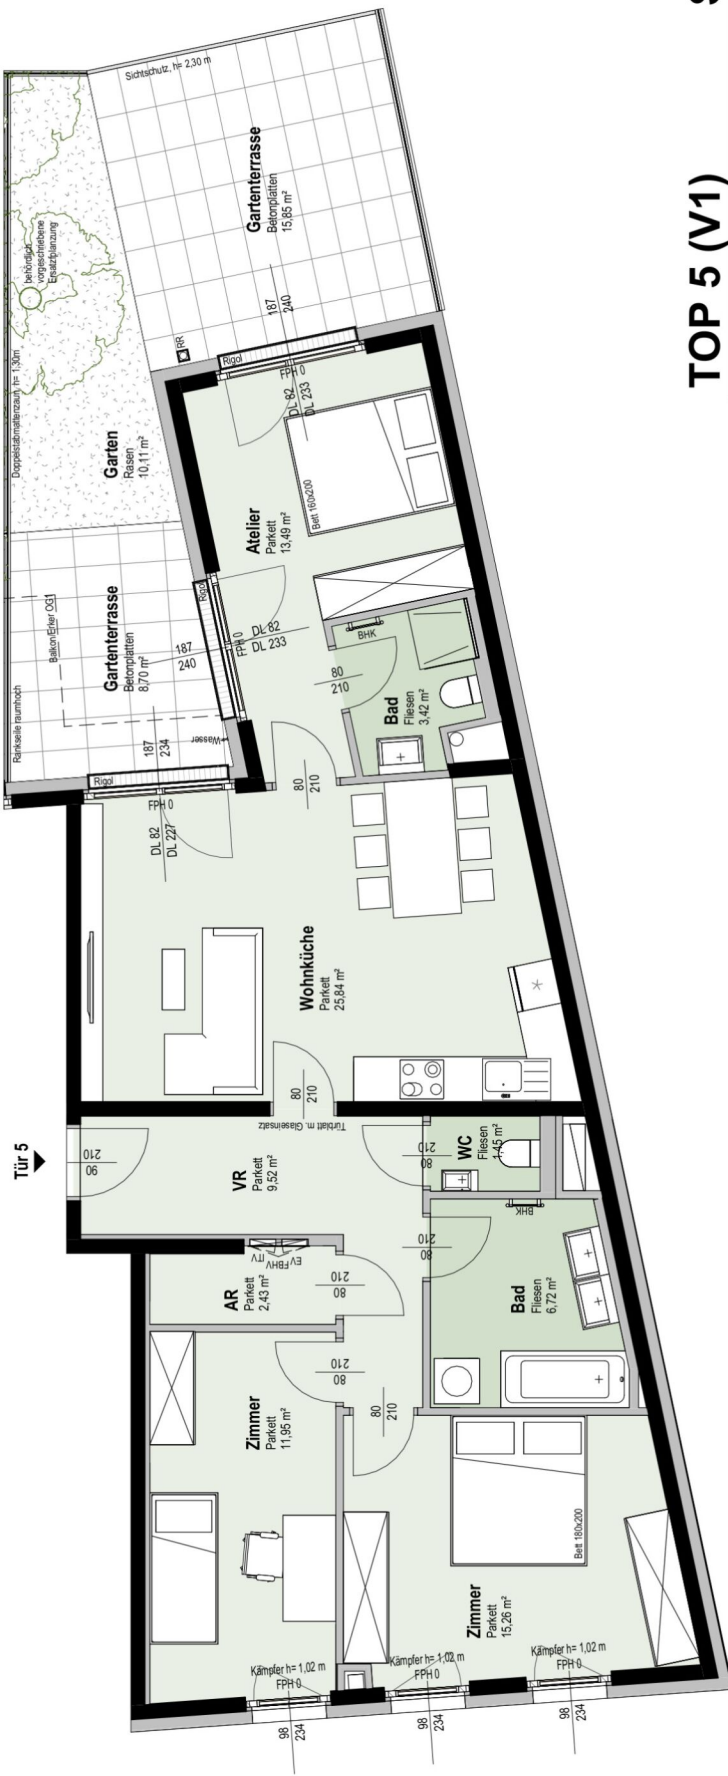 TOP 5 (V1)
Tür 5
90
210
Sichtschutz, h= 2,30 m
Gartenterrasse
Betonplatten
15,85 m²
187
240
behördlich
vorgeschriebene
Ersatzpflanzung
Doppelstabmattenzaun, h= 1,30m
Garten
Rasen
10,11 m²
RR
Rigol
FPH 0
DL 82
DL 233
Atelier
Parkett
13,49 m²
Bett 160x200
Gartenterrasse
Betonplatten
8,70 m²
Balkon/Erker OG1
Rankseile raumhoch
Rigol
187
240
FPH 0
DL 82
DL 233
Wasser
BHK
80
210
Bad
Fliesen
3,42 m²
187
234
Rigol
FPH 0
DL 82
DL 227
80
210
Wohnküche
Parkett
25,84 m²
80
210
Türblatt m. Glaseinsatz
VR
Parkett
9,52 m²
80
210
WC
Fliesen
1,45 m²
EV FBHV
ITV
AR
Parkett
2,43 m²
80
210
80
210
BHK
Bad
Fliesen
6,72 m²
80
210
Zimmer
Parkett
11,95 m²
80
210
Bett 180x200
Zimmer
Parkett
15,26 m²
Kämpfer h= 1,02 m
FPH 0
98
234
Kämpfer h= 1,02 m
FPH 0
98
234
Kämpfer h= 1,02 m
FPH 0
98
234